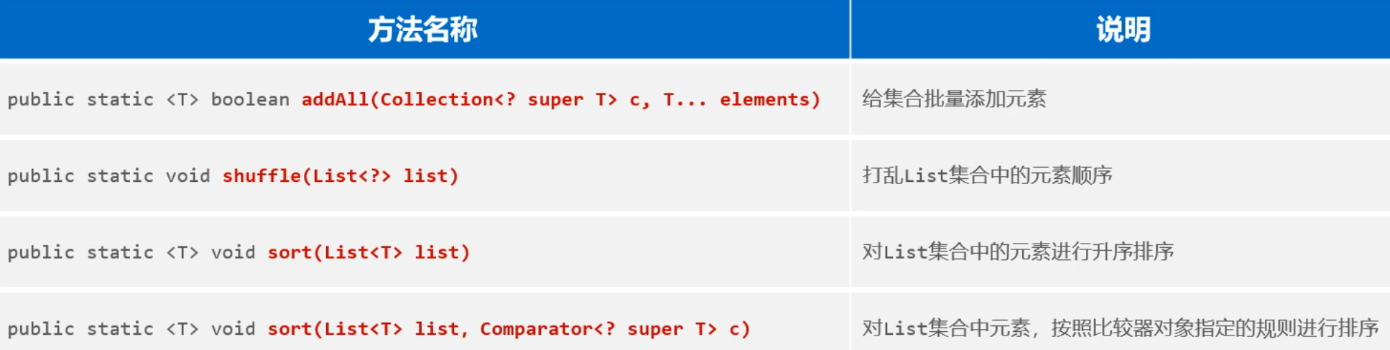 方法名称 说明
public static <T> boolean addAll(Collection<? super T> c, T... elements) 给集合批量添加元素
public static void shuffle(List<?> list) 打乱List集合中的元素顺序
public static <T> void sort(List<T> list) 对List集合中的元素进行升序排序
public static <T> void sort(List<T> list, Comparator<? super T> c) 对List集合中元素，按照比较器对象指定的规则进行排序